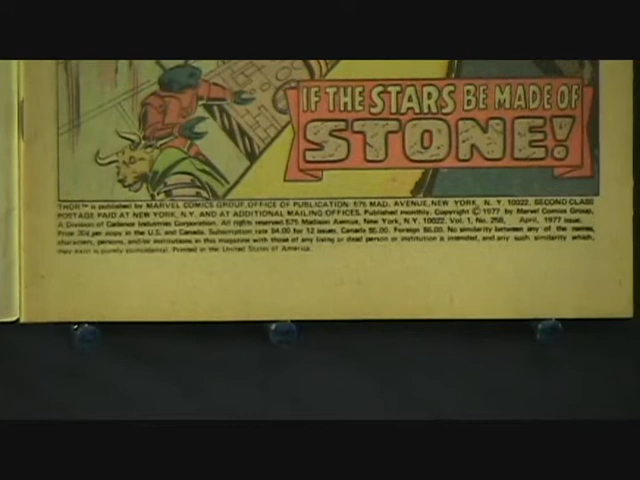 IF THE STARS BE MADE OF
STONE!
THOR™ is published by MARVEL COMICS GROUP, OFFICE OF PUBLICATION: 575 MAD. AVENUE, NEW YORK, N. Y. 10022. SECOND CLASS
POSTAGE PAID AT NEW YORK, N.Y. AND AT ADDITIONAL MAILING OFFICES. Published monthly. Copyright © 1977 by Marvel Comics Group,
A Division of Cadence Industries Corporation. All rights reserved 575 Madison Avenue, New York, N. Y. 10022. Vol. 1, No. 258, April, 1977 issue.
Price 30¢ per copy in the U.S. and Canada. Subscription rate $4.00 for 12 issues. Canada $5.00. Foreign $6.00. No similarity between any of the names,
characters, persons, and/or institutions in this magazine with those of any living or dead person or institution is intended, and any such similarity which,
may exist is purely coincidental. Printed in the United States of America.